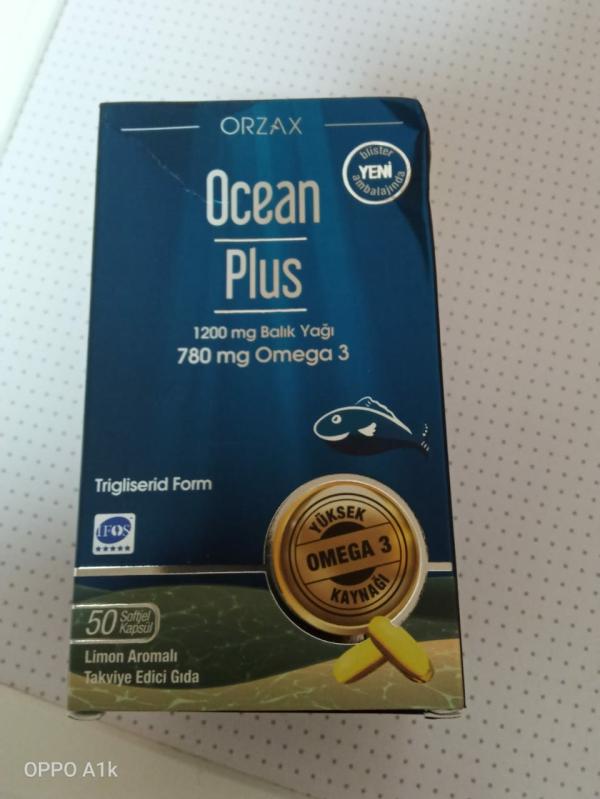 ORZAX
blister
YENİ
ambalajında
Ocean
Plus
1200 mg Balık Yağı
780 mg Omega 3
Trigliserid Form
IFOS
YÜKSEK
OMEGA 3
KAYNAĞI
50 Softjel
Kapsül
Limon Aromalı
Takviye Edici Gıda
OPPO A1k